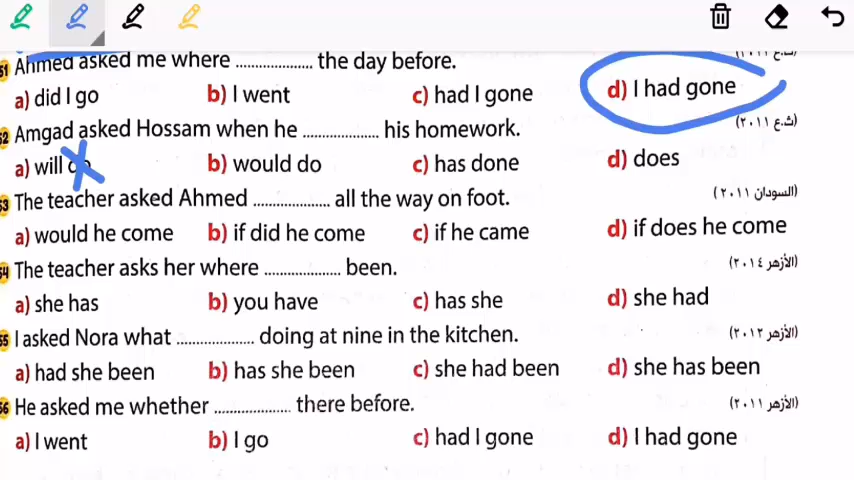 51 Ahmed asked me where .................... the day before.
a) did I go b) I went c) had I gone d) I had gone
52 Amgad asked Hossam when he .................... his homework. (ث.ع ٢٠١١)
a) will do b) would do c) has done d) does
53 The teacher asked Ahmed .................... all the way on foot. (السودان ٢٠١١)
a) would he come b) if did he come c) if he came d) if does he come
54 The teacher asks her where .................... been. (الأزهر ٢٠١٤)
a) she has b) you have c) has she d) she had
55 I asked Nora what .................... doing at nine in the kitchen. (الأزهر ٢٠١٢)
a) had she been b) has she been c) she had been d) she has been
56 He asked me whether .................... there before. (الأزهر ٢٠١١)
a) I went b) I go c) had I gone d) I had gone